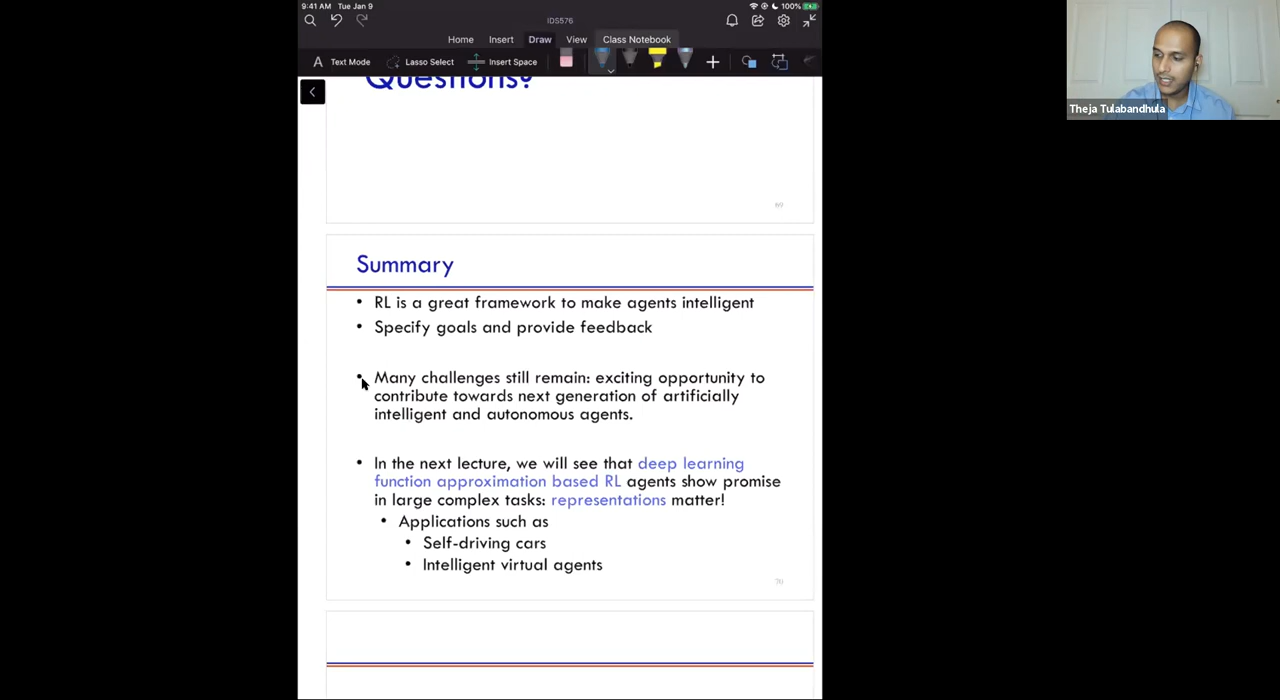 9:41 AM Tue Jan 9
100%
IDS576
Home Insert Draw View Class Notebook
A Text Mode Lasso Select Insert Space
Questions?
69
Summary
• RL is a great framework to make agents intelligent
• Specify goals and provide feedback
• Many challenges still remain: exciting opportunity to
contribute towards next generation of artificially
intelligent and autonomous agents.
• In the next lecture, we will see that deep learning
function approximation based RL agents show promise
in large complex tasks: representations matter!
• Applications such as
• Self-driving cars
• Intelligent virtual agents
70
Theja Tulabandhula